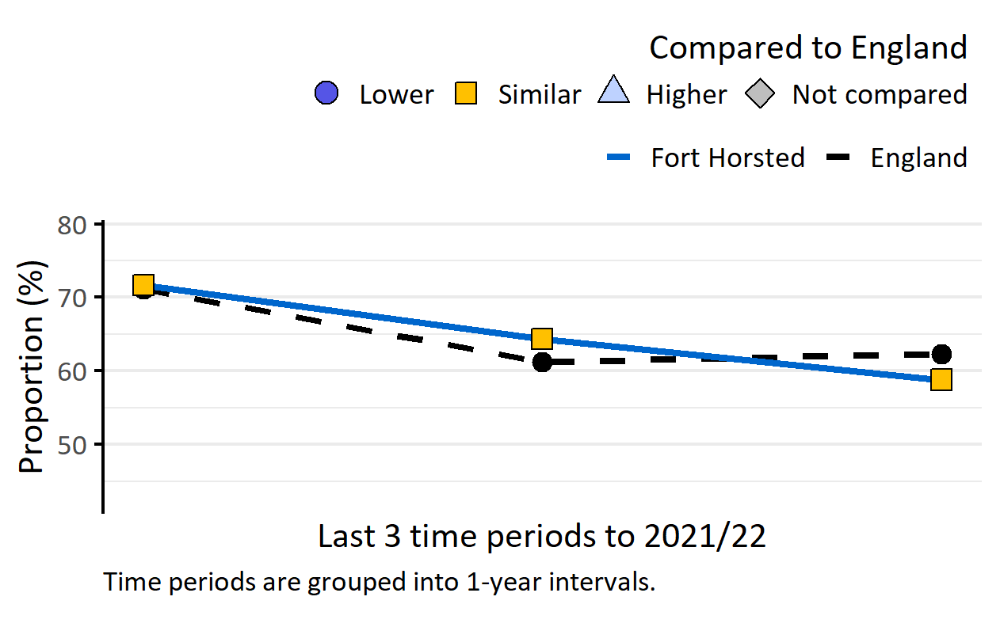 Compared to England
Lower Similar Higher Not compared
Fort Horsted England
80
70
60
50
Proportion (%)
Last 3 time periods to 2021/22
Time periods are grouped into 1-year intervals.